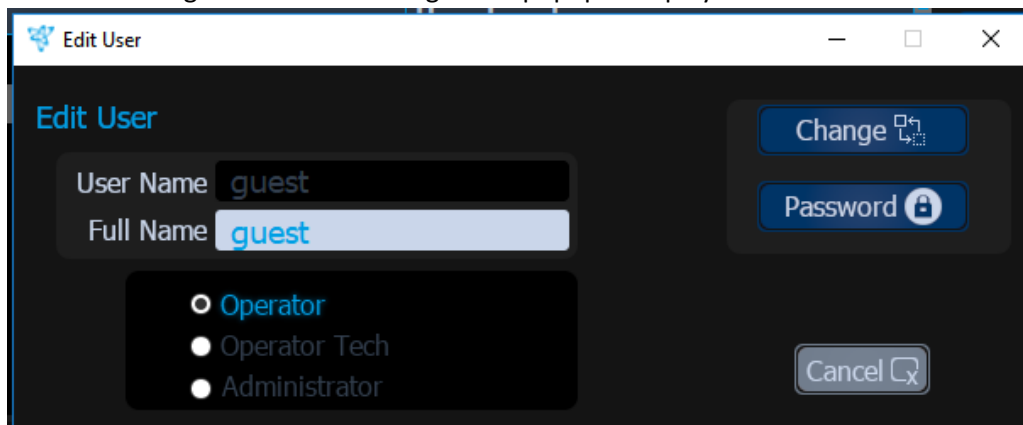 Edit User
Edit User
Change
User Name guest
Password
Full Name guest
Operator
Operator Tech
Administrator
Cancel